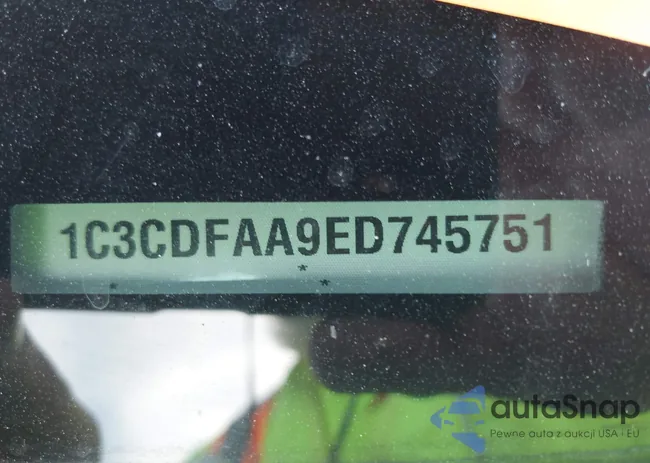 1C3CDFAA9ED745751
autaSnap
Pewne auta z aukcji USA i EU